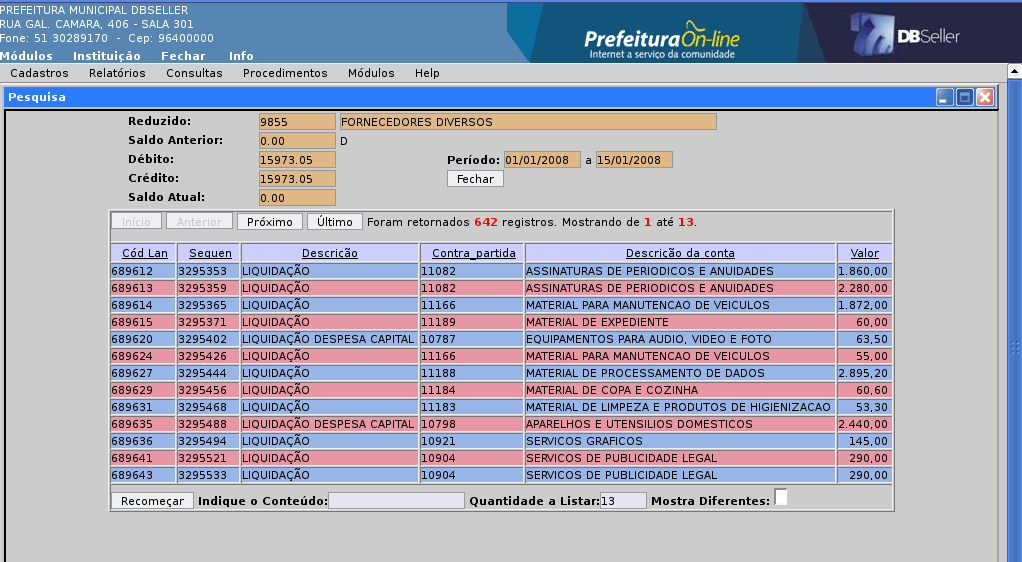 PREFEITURA MUNICIPAL DBSELLER
RUA GAL. CAMARA, 406 - SALA 301
Fone: 51 30289170 - Cep: 96400000
Módulos Instituição Fechar Info
PrefeituraOn-line
Internet a serviço da comunidade
DBSeller
Cadastros Relatórios Consultas Procedimentos Módulos Help
Pesquisa
Reduzido: 9855 FORNECEDORES DIVERSOS
Saldo Anterior: 0.00 D
Débito: 15973.05 Período: 01/01/2008 a 15/01/2008
Crédito: 15973.05 Fechar
Saldo Atual: 0.00
Início Anterior Próximo Último Foram retornados 642 registros. Mostrando de 1 até 13.
Cód Lan Sequen Descrição Contra_partida Descrição da conta Valor
689612 3295353 LIQUIDAÇÃO 11082 ASSINATURAS DE PERIODICOS E ANUIDADES 1.860,00
689613 3295359 LIQUIDAÇÃO 11082 ASSINATURAS DE PERIODICOS E ANUIDADES 2.280,00
689614 3295365 LIQUIDAÇÃO 11166 MATERIAL PARA MANUTENCAO DE VEICULOS 1.872,00
689615 3295371 LIQUIDAÇÃO 11189 MATERIAL DE EXPEDIENTE 60,00
689620 3295402 LIQUIDAÇÃO DESPESA CAPITAL 10787 EQUIPAMENTOS PARA AUDIO, VIDEO E FOTO 63,50
689624 3295426 LIQUIDAÇÃO 11166 MATERIAL PARA MANUTENCAO DE VEICULOS 55,00
689627 3295444 LIQUIDAÇÃO 11188 MATERIAL DE PROCESSAMENTO DE DADOS 2.895,20
689629 3295456 LIQUIDAÇÃO 11184 MATERIAL DE COPA E COZINHA 60,60
689631 3295468 LIQUIDAÇÃO 11183 MATERIAL DE LIMPEZA E PRODUTOS DE HIGIENIZACAO 53,30
689635 3295488 LIQUIDAÇÃO DESPESA CAPITAL 10798 APARELHOS E UTENSILIOS DOMESTICOS 2.440,00
689636 3295494 LIQUIDAÇÃO 10921 SERVICOS GRAFICOS 145,00
689641 3295521 LIQUIDAÇÃO 10904 SERVICOS DE PUBLICIDADE LEGAL 290,00
689643 3295533 LIQUIDAÇÃO 10904 SERVICOS DE PUBLICIDADE LEGAL 290,00
Recomeçar Indique o Conteúdo: Quantidade a Listar: 13 Mostra Diferentes: